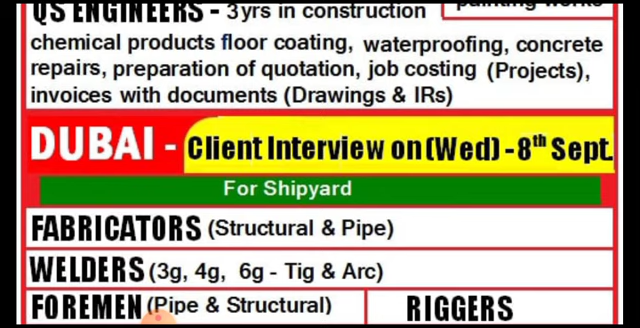 QS ENGINEERS - 3yrs in construction
painting works
chemical products floor coating, waterproofing, concrete
repairs, preparation of quotation, job costing (Projects),
invoices with documents (Drawings & IRs)
DUBAI - Client Interview on (Wed) - 8th Sept.
For Shipyard
FABRICATORS (Structural & Pipe)
WELDERS (3g, 4g, 6g - Tig & Arc)
FOREMEN (Pipe & Structural)
RIGGERS